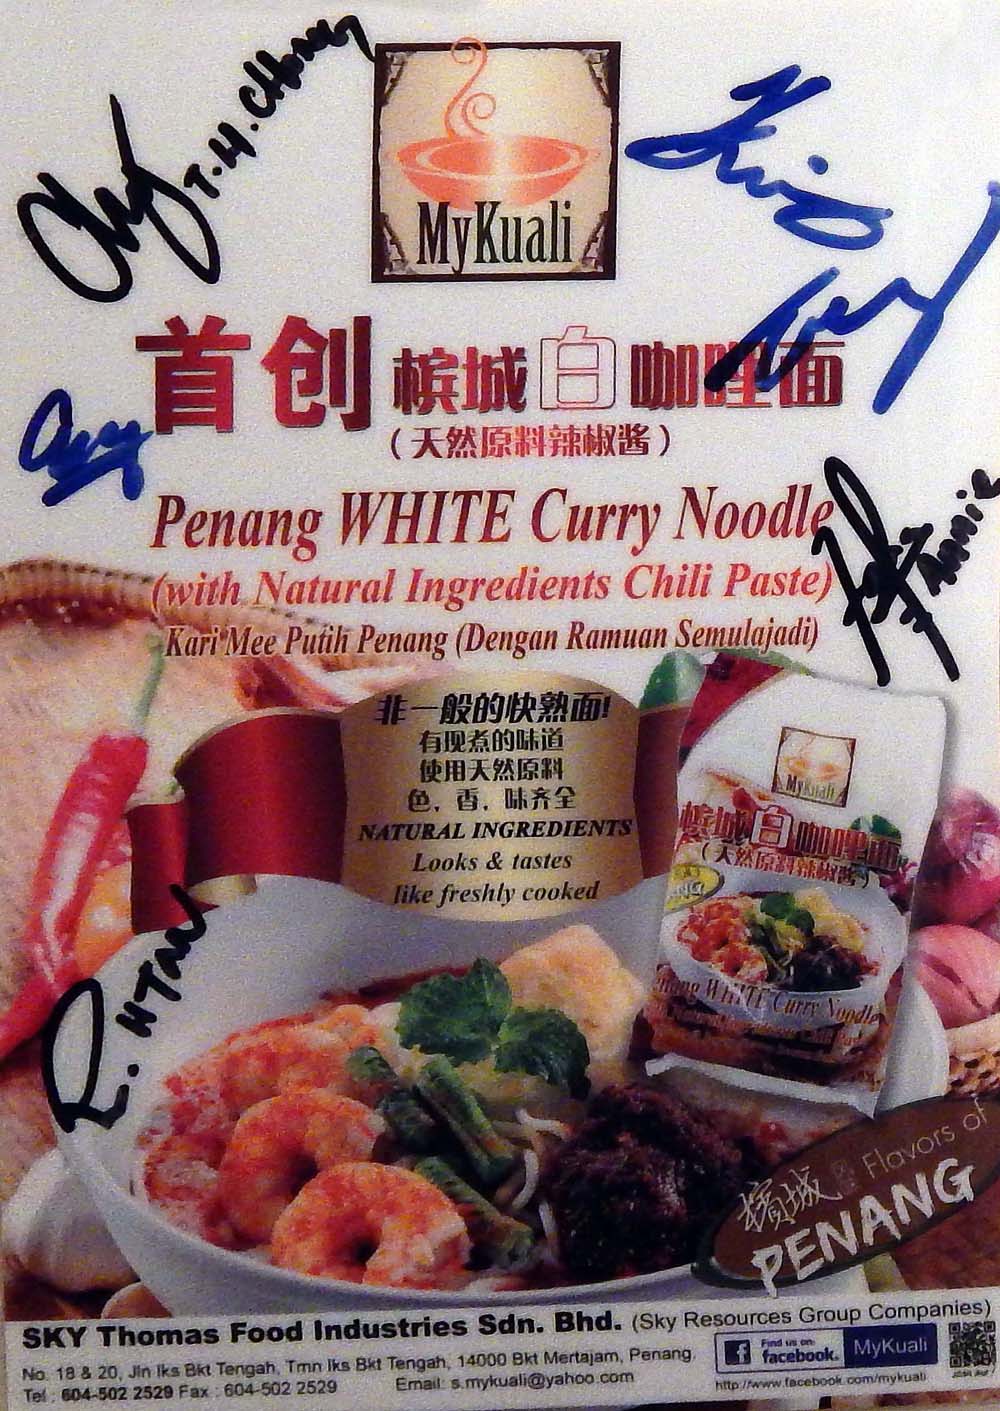 T.H.CHONG
MyKuali
首创 槟城白咖喱面
(天然原料辣椒酱)
Penang WHITE Curry Noodle
(with Natural Ingredients Chili Paste)
Kari Mee Putih Penang (Dengan Ramuan Semulajadi)
Annie
非一般的快熟面!
有现煮的味道
使用天然原料
色, 香, 味齐全
NATURAL INGREDIENTS
Looks & tastes
like freshly cooked
MyKuali
槟城白咖喱面
(天然原料辣椒酱)
Penang WHITE Curry Noodle
R. HTAN
槟城 Flavors of
PENANG
SKY Thomas Food Industries Sdn. Bhd. (Sky Resources Group Companies)
No. 18 & 20, Jln Iks Bkt Tengah, Tmn Iks Bkt Tengah, 14000 Bkt Mertajam, Penang.
Tel : 604-502 2529 Fax : 604-502 2529 Email: s.mykuali@yahoo.com
f Find us on facebook. MyKuali
http://www.facebook.com/mykuali